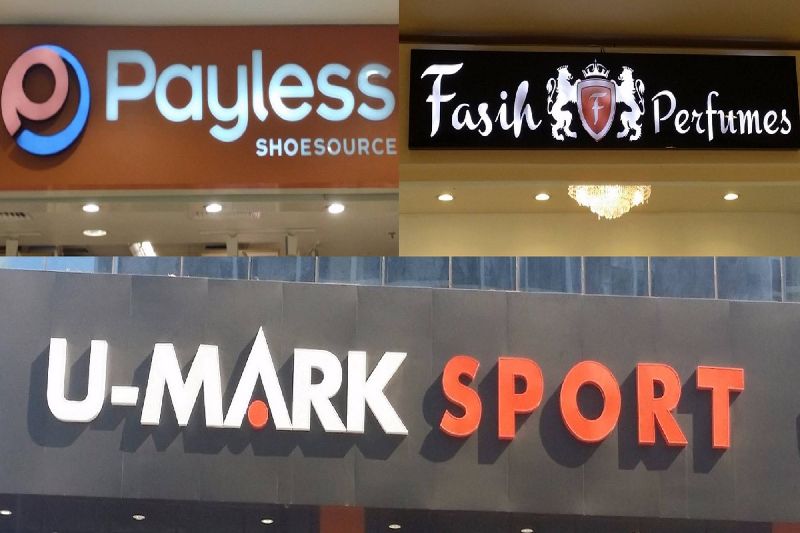 Payless
SHOESOURCE
Fasih F Perfumes
U-MARK SPORT